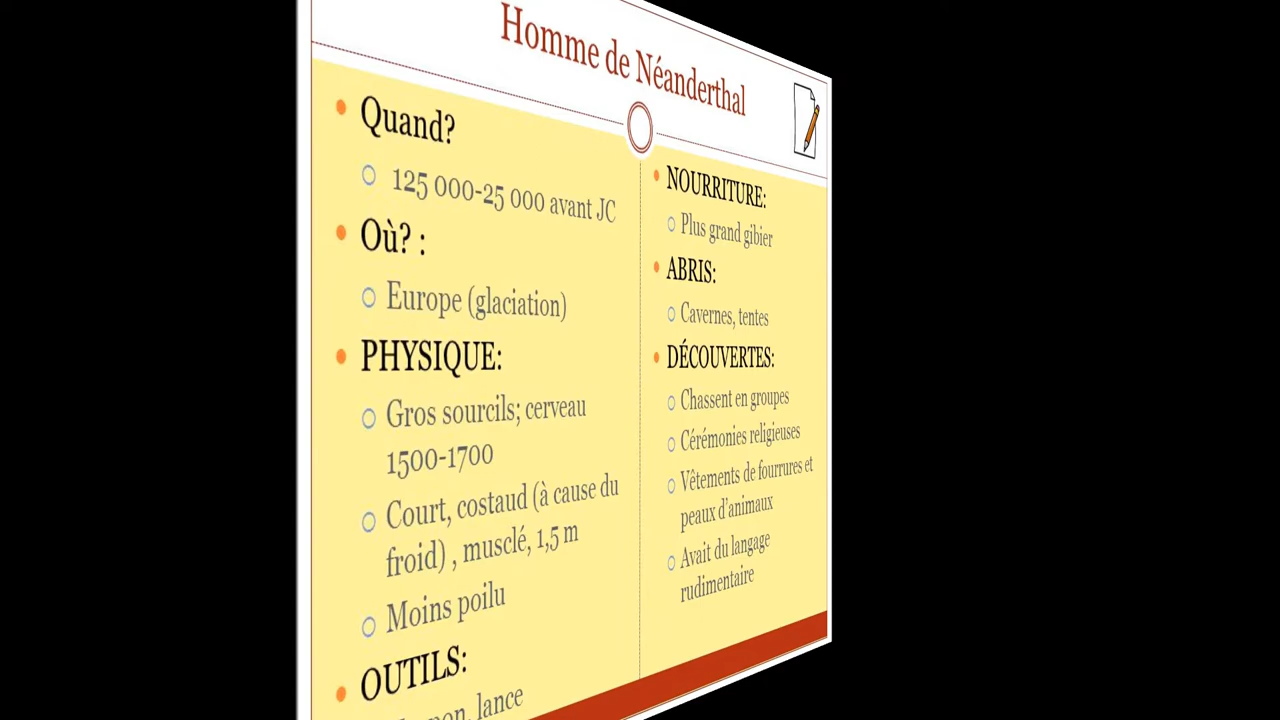 Homme de Néanderthal
Quand?
125 000-25 000 avant JC
Où? :
Europe (glaciation)
PHYSIQUE:
Gros sourcils; cerveau
1500-1700
Court, costaud (à cause du
froid) , musclé, 1,5 m
Moins poilu
OUTILS:
lance
NOURRITURE:
Plus grand gibier
ABRIS:
Cavernes, tentes
DÉCOUVERTES:
Chassent en groupes
Cérémonies religieuses
Vêtements de fourrures et
peaux d'animaux
Avait du langage
rudimentaire